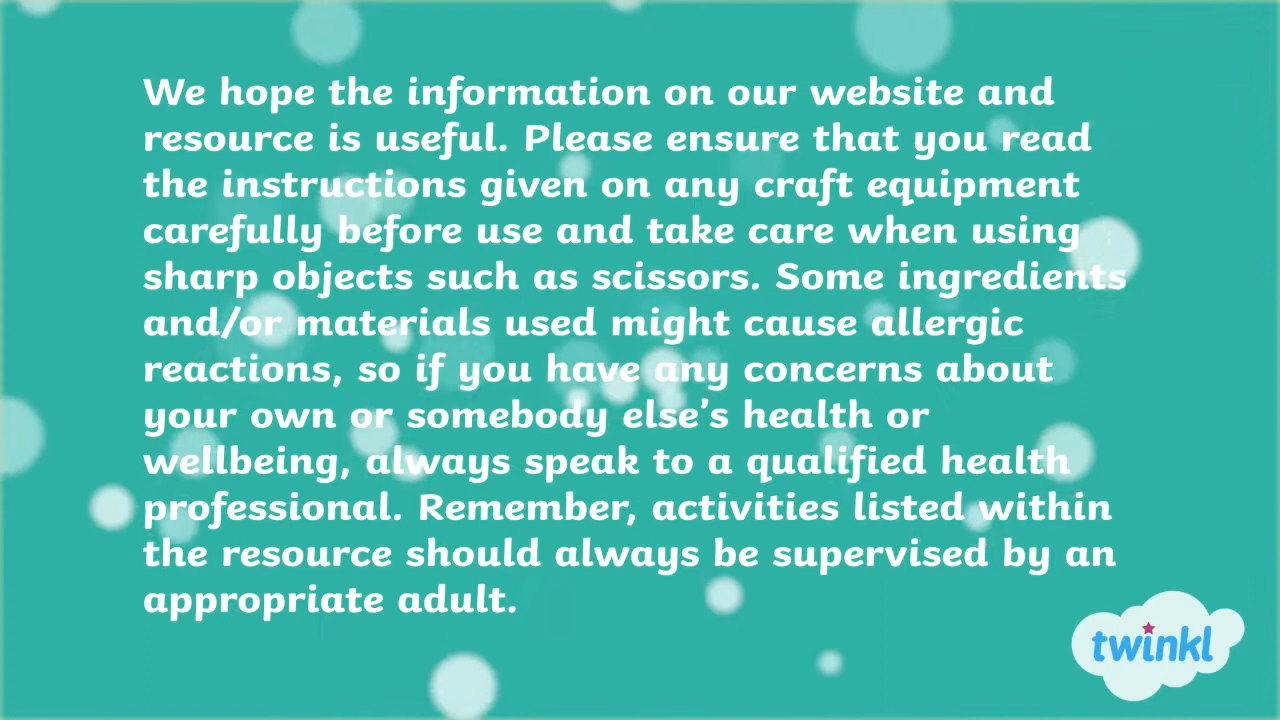 We hope the information on our website and
resource is useful. Please ensure that you read
the instructions given on any craft equipment
carefully before use and take care when using
sharp objects such as scissors. Some ingredients
and/or materials used might cause allergic
reactions, so if you have any concerns about
your own or somebody else’s health or
wellbeing, always speak to a qualified health
professional. Remember, activities listed within
the resource should always be supervised by an
appropriate adult.
twinkl